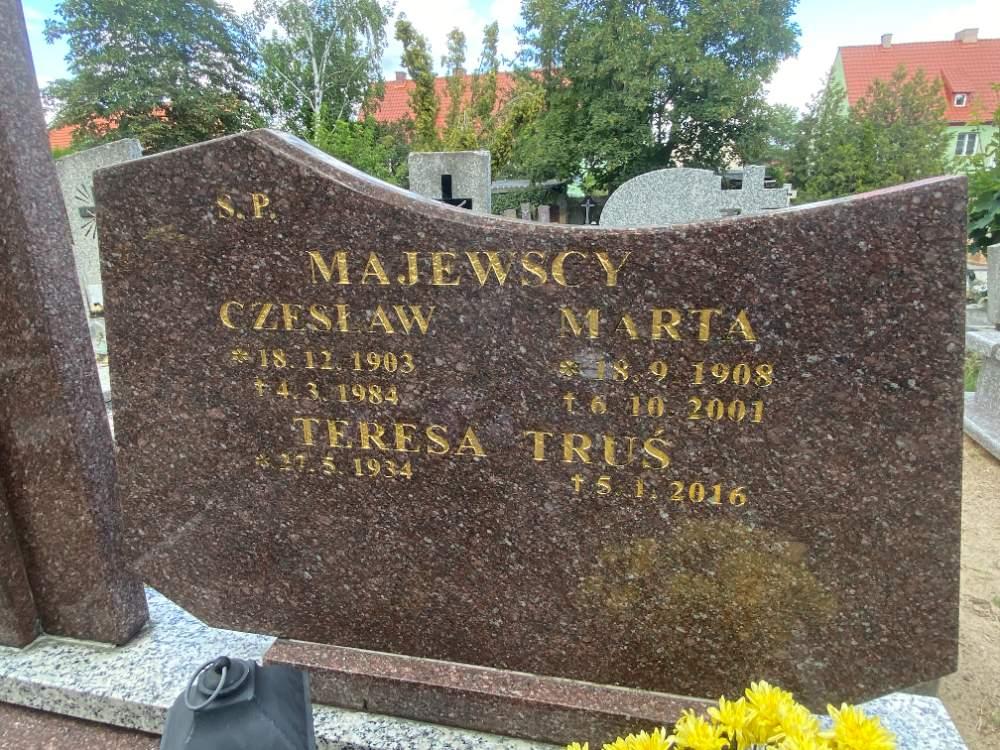 S. P.
MAJEWSCY
CZESŁAW MARTA
* 18. 12. 1903 * 18. 9. 1908
† 4. 3. 1984 † 6. 10. 2001
TERESA TRUŚ
* 27. 5. 1934 † 5. 1. 2016